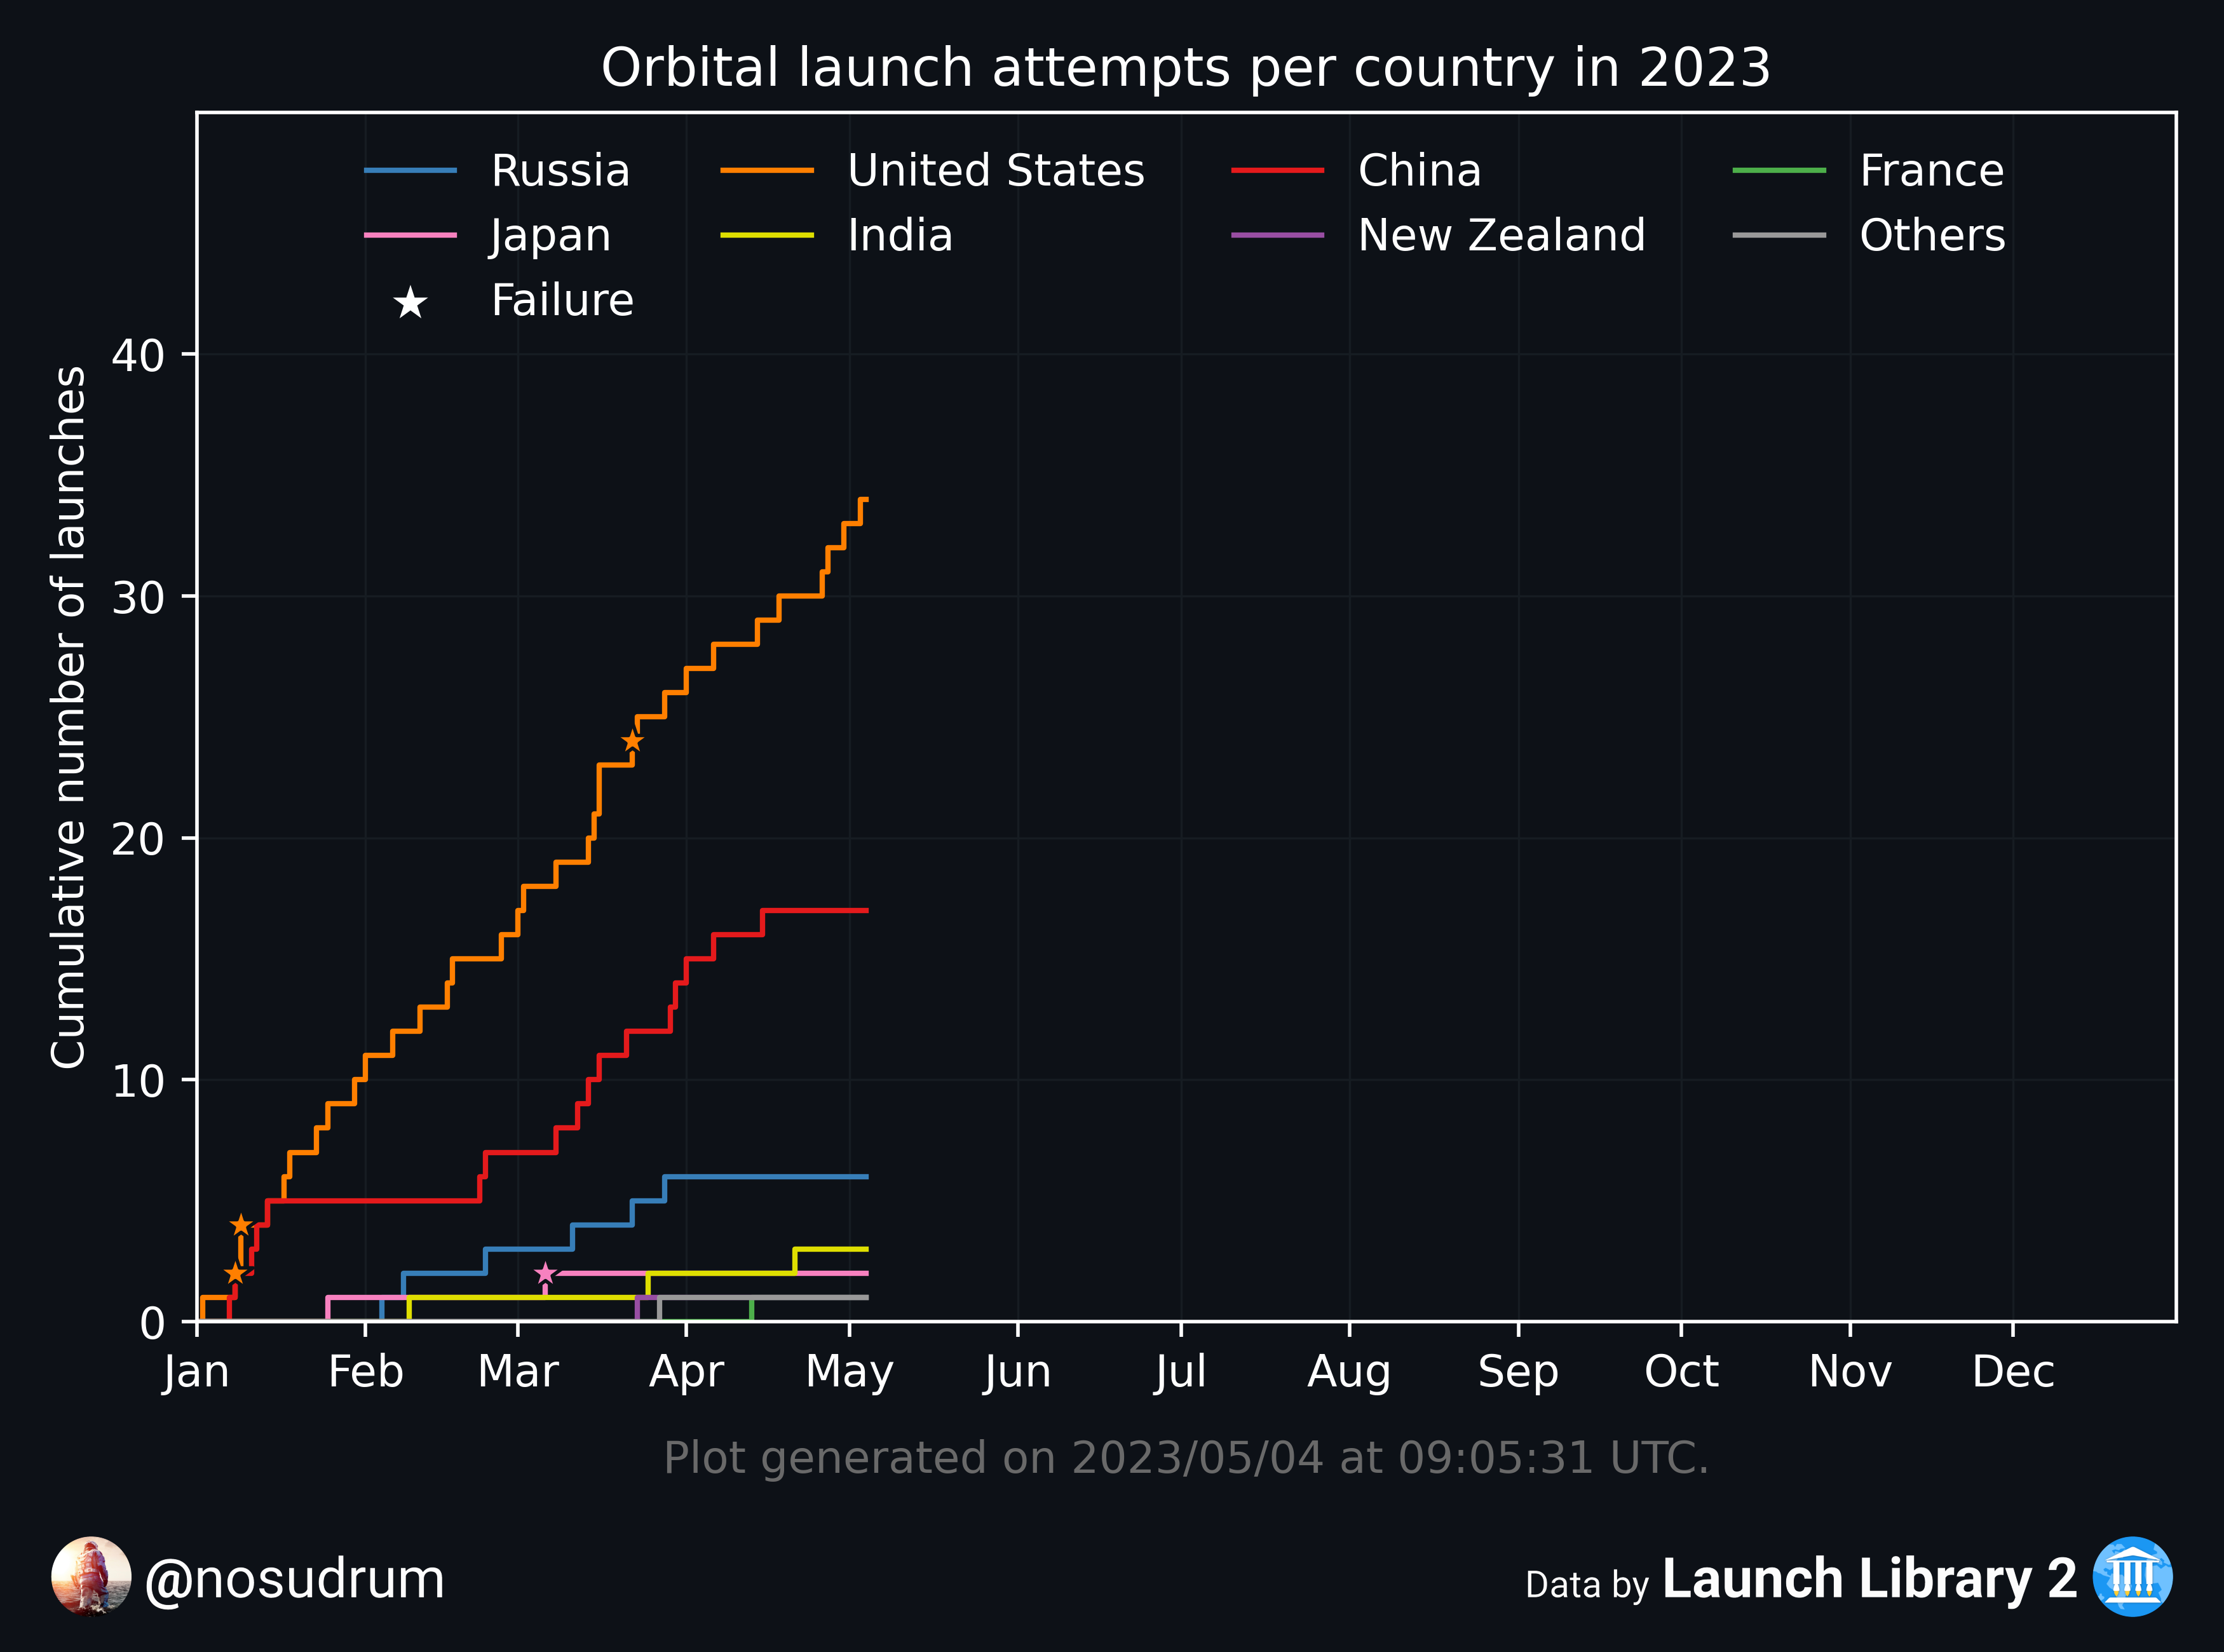 Orbital launch attempts per country in 2023
Russia United States China France
Japan India New Zealand Others
Failure
Cumulative number of launches
40
30
20
10
0
Jan Feb Mar Apr May Jun Jul Aug Sep Oct Nov Dec
Plot generated on 2023/05/04 at 09:05:31 UTC.
@nosudrum
Data by Launch Library 2